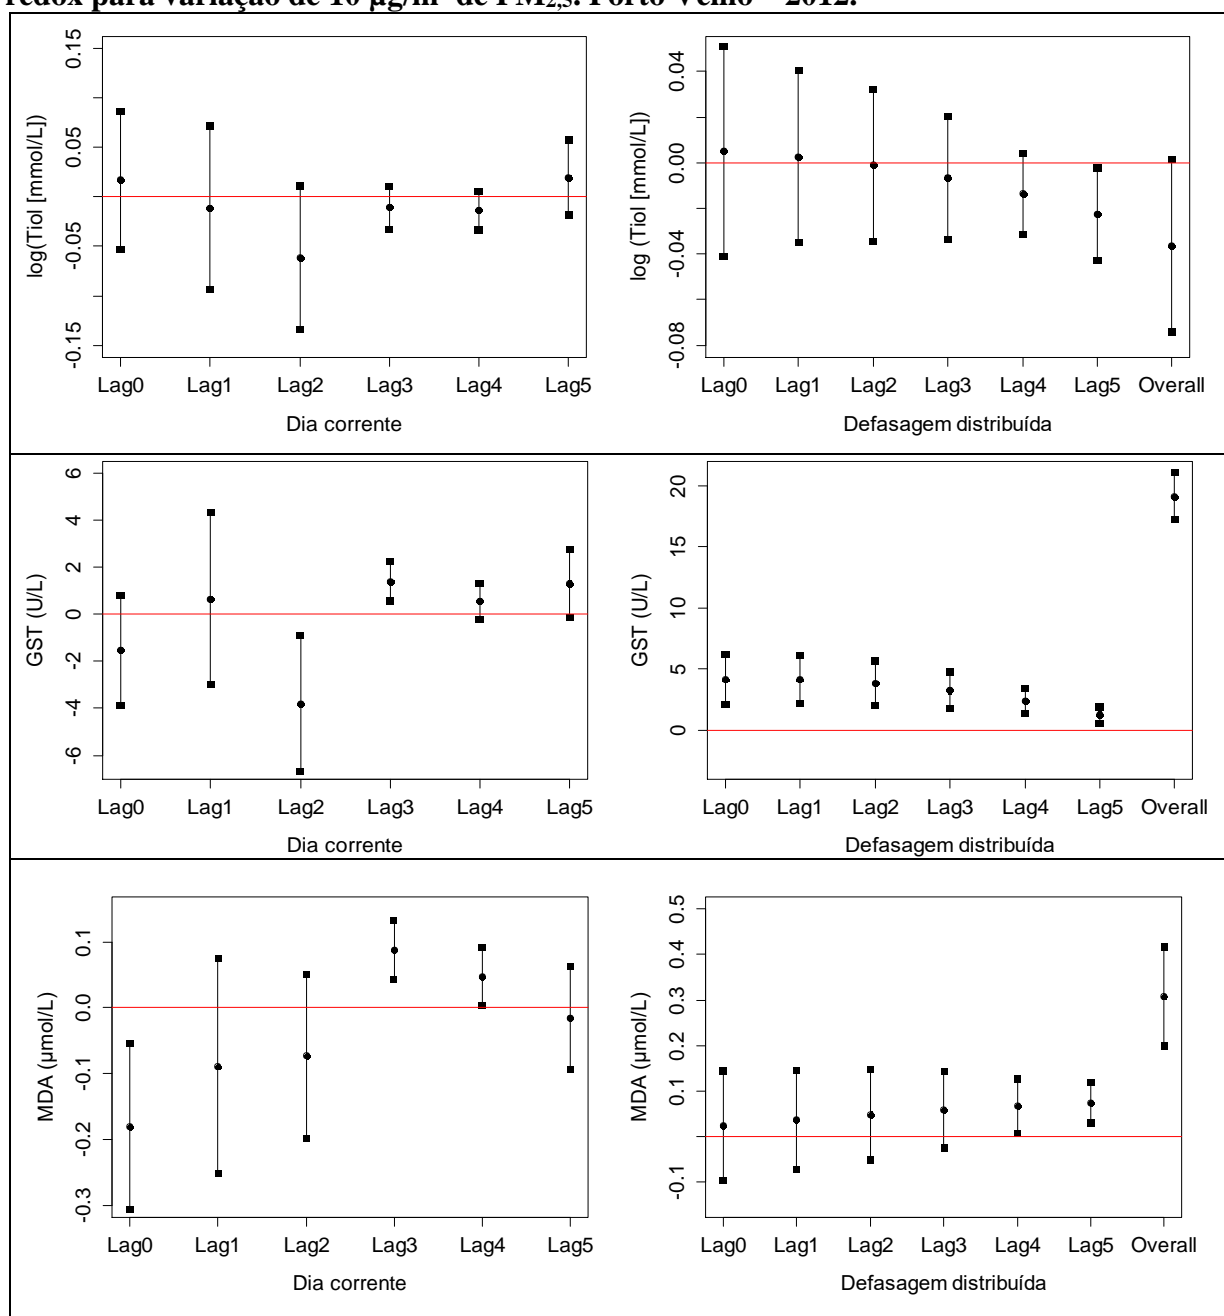 redox para variação de 10 µg/m³ de PM2,5. Porto Velho – 2012.
log(Tiol [mmol/L])
0.15
0.05
-0.05
-0.15
Lag0 Lag1 Lag2 Lag3 Lag4 Lag5
Dia corrente
log (Tiol [mmol/L])
0.04
0.00
-0.04
-0.08
Lag0 Lag1 Lag2 Lag3 Lag4 Lag5 Overall
Defasagem distribuída
GST (U/L)
6
4
2
0
-2
-4
-6
Lag0 Lag1 Lag2 Lag3 Lag4 Lag5
Dia corrente
GST (U/L)
20
15
10
5
0
Lag0 Lag1 Lag2 Lag3 Lag4 Lag5 Overall
Defasagem distribuída
MDA (µmol/L)
0.1
0.0
-0.1
-0.2
-0.3
Lag0 Lag1 Lag2 Lag3 Lag4 Lag5
Dia corrente
MDA (µmol/L)
0.5
0.4
0.3
0.2
0.1
-0.1
Lag0 Lag1 Lag2 Lag3 Lag4 Lag5 Overall
Defasagem distribuída